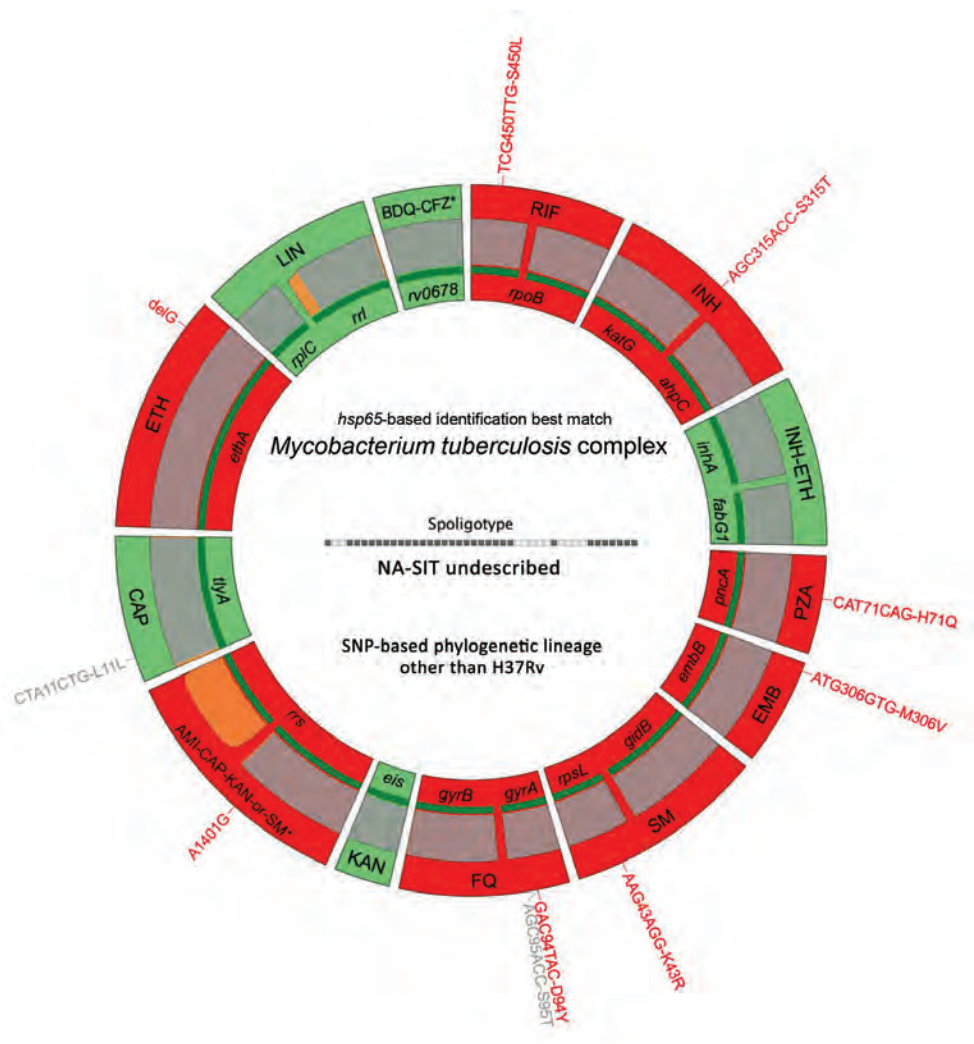 TCG450TTG-S450L
AGC315ACC-S315T
delG
BDQ-CFZ*
RIF
LIN
INH
rv0678
rpoB
rrl
katG
rplC
ahpC
ETH
ethA
INH-ETH
inhA
fabG1
hsp65-based identification best match
Mycobacterium tuberculosis complex
Spoligotype
NA-SIT undescribed
SNP-based phylogenetic lineage
other than H37Rv
CAP
tlyA
pncA
PZA
CAT71CAG-H71Q
CTA11CTG-L11L
embB
EMB
ATG306GTG-M306V
rrs
gidB
AMI-CAP-KAN-or-SM*
eis
gyrB
gyrA
rpsL
SM
A1401G
KAN
FQ
AAG43AGG-K43R
GAC94TAC-D94Y
AGC95ACC-S95T